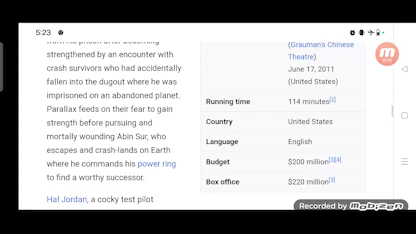 5:23
from his prison after becoming
strengthened by an encounter with
crash survivors who had accidentally
fallen into the dugout where he was
imprisoned on an abandoned planet.
Parallax feeds on their fear to gain
strength before pursuing and
mortally wounding Abin Sur, who
escapes and crash-lands on Earth
where he commands his power ring
to find a worthy successor.
Hal Jordan, a cocky test pilot
(Grauman's Chinese
Theatre)
June 17, 2011
(United States)
Running time 114 minutes[2]
Country United States
Language English
Budget $200 million[3][4]
Box office $220 million[3]
Recorded by MOBIZEN